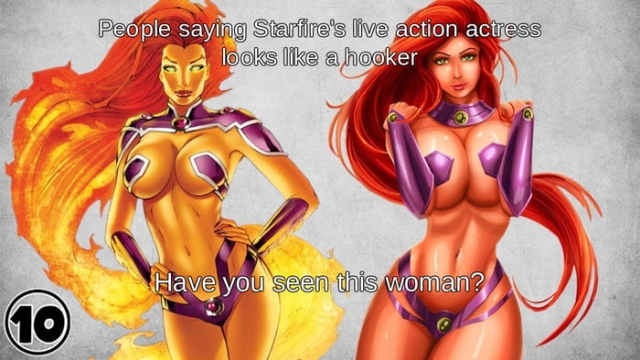 People saying Starfire's live action actress
looks like a hooker
Have you seen this woman?
10